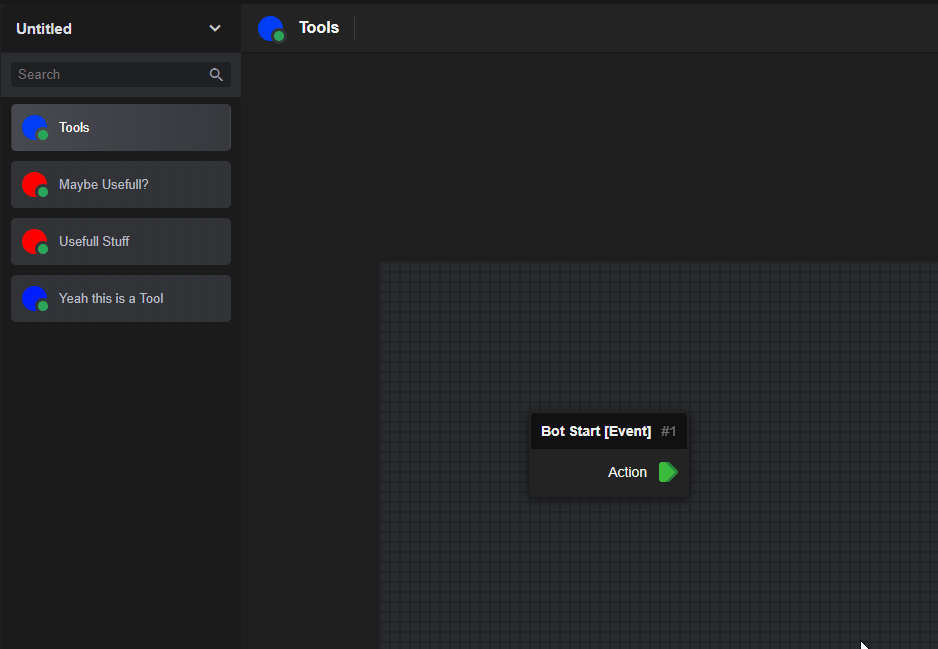 Untitled
Tools
Search
Tools
Maybe Usefull?
Usefull Stuff
Yeah this is a Tool
Bot Start [Event] #1
Action